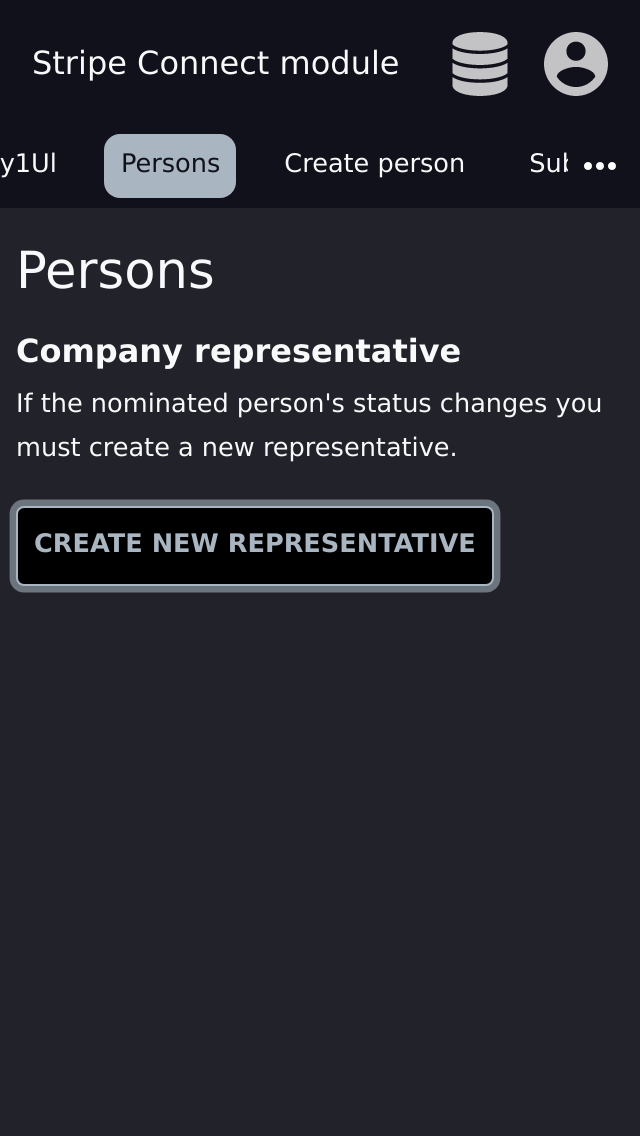 Stripe Connect module
y1Ul Persons Create person Sub
Persons
Company representative
If the nominated person's status changes you
must create a new representative.
CREATE NEW REPRESENTATIVE